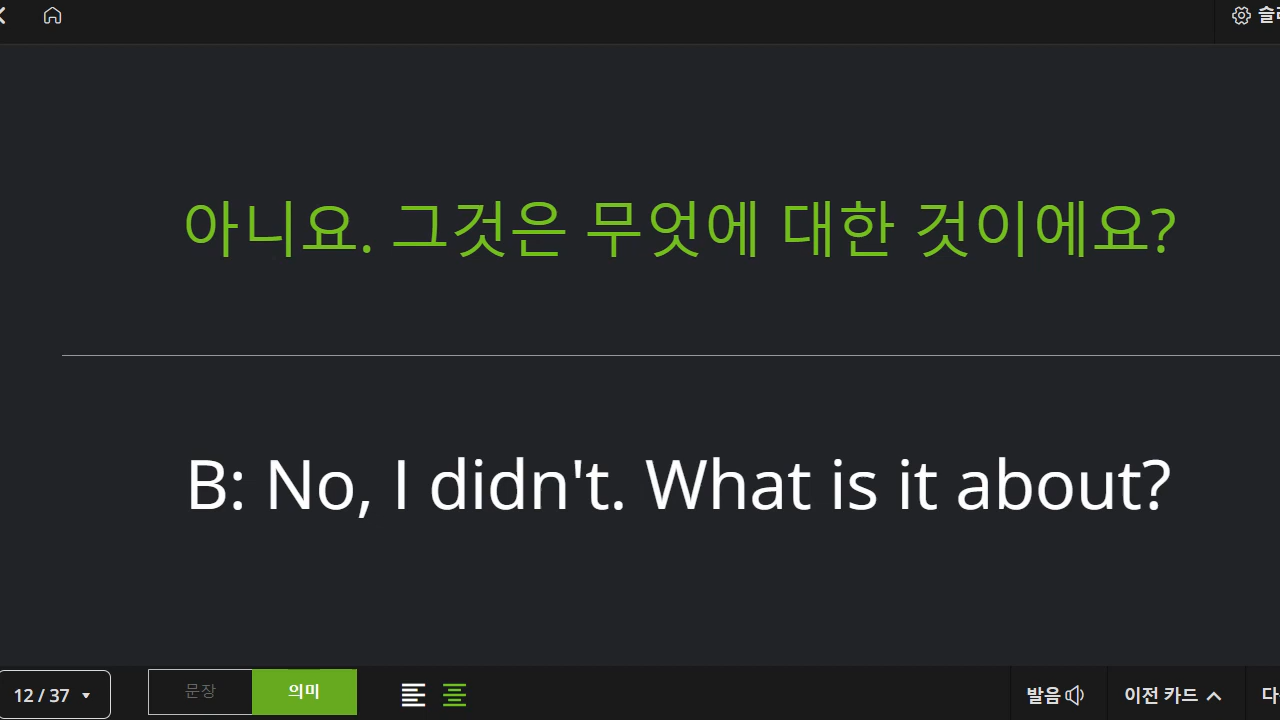 아니요. 그것은 무엇에 대한 것이에요?
B: No, I didn't. What is it about?
12 / 37
문장
의미
발음
이전 카드